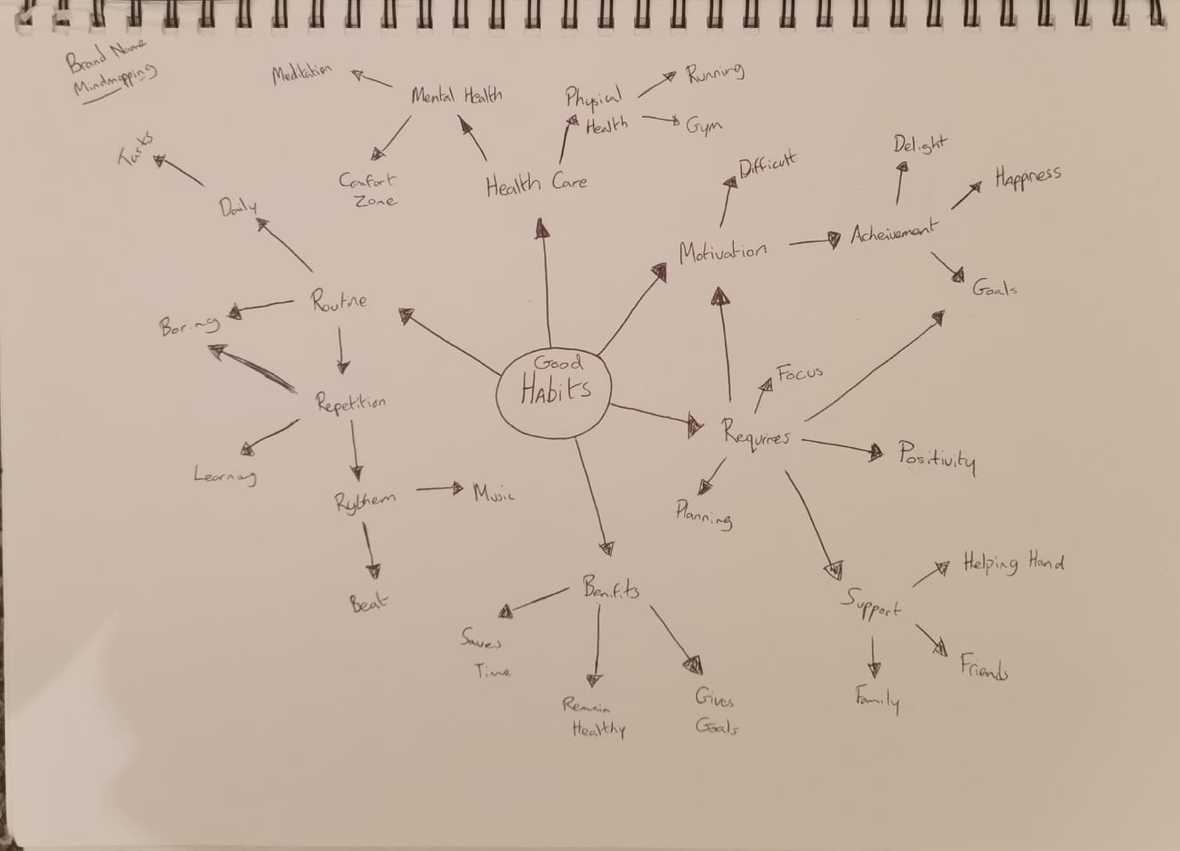 Brand Name
Mindmapping
Meditation
Mental Health
Comfort
Zone
Physical
Health
Running
Gym
Health Care
Tasks
Daily
Routine
Boring
Repetition
Learning
Rythem
Music
Beat
Difficult
Motivation
Acheivement
Delight
Happness
Goals
Good
Habits
Focus
Requires
Positivity
Planning
Support
Helping Hand
Friends
Family
Benifits
Saves
Time
Remain
Healthy
Gives
Goals